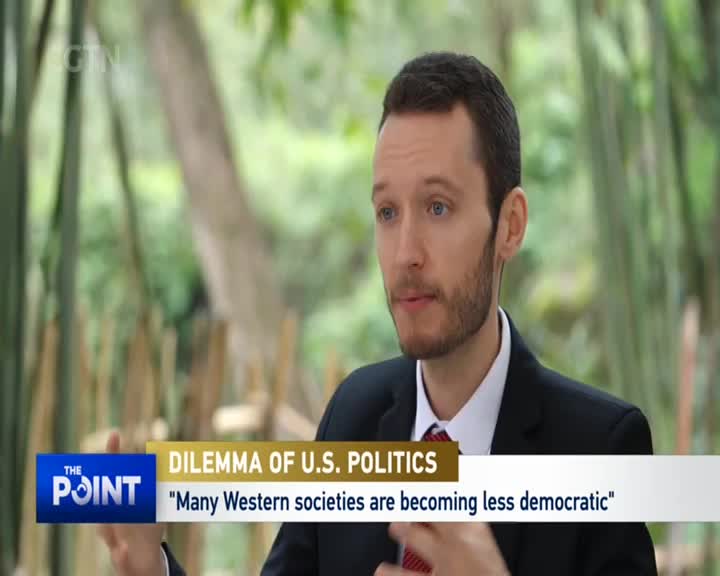 CGTN
DILEMMA OF U.S. POLITICS
THE
POINT
"Many Western societies are becoming less democratic"